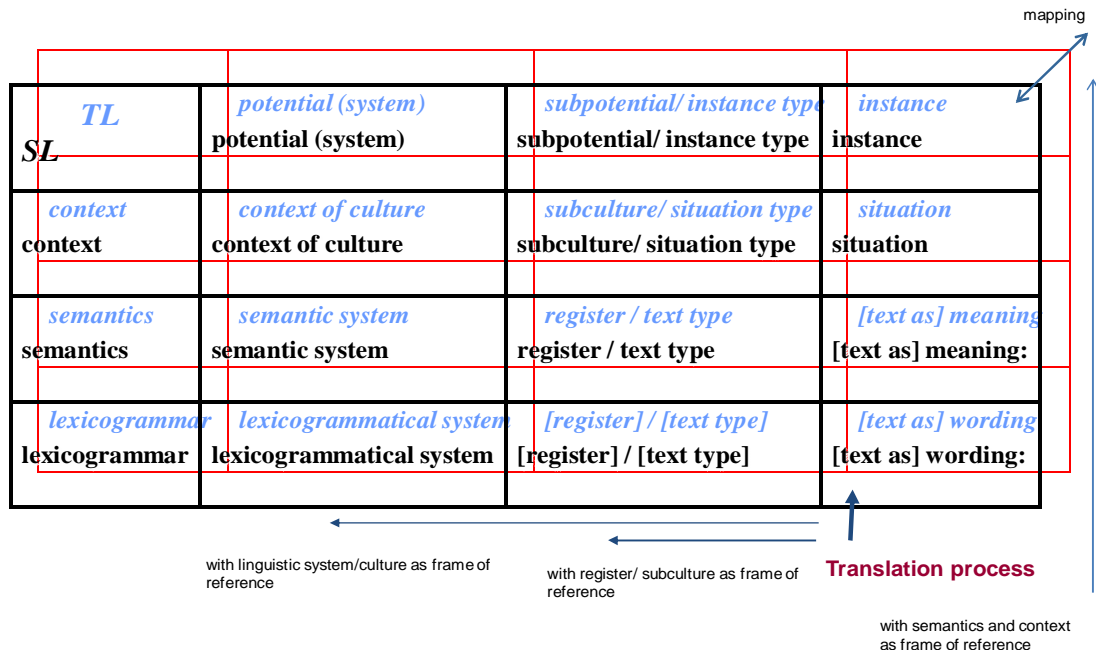 mapping
TL
SL
potential (system)
potential (system)
subpotential/ instance type
subpotential/ instance type
instance
instance
context
context
context of culture
context of culture
subculture/ situation type
subculture/ situation type
situation
situation
semantics
semantics
semantic system
semantic system
register / text type
register / text type
[text as] meaning
[text as] meaning:
lexicogrammar
lexicogrammar
lexicogrammatical system
lexicogrammatical system
[register] / [text type]
[register] / [text type]
[text as] wording
[text as] wording:
with linguistic system/culture as frame of
reference
with register/ subculture as frame of
reference
Translation process
with semantics and context
as frame of reference